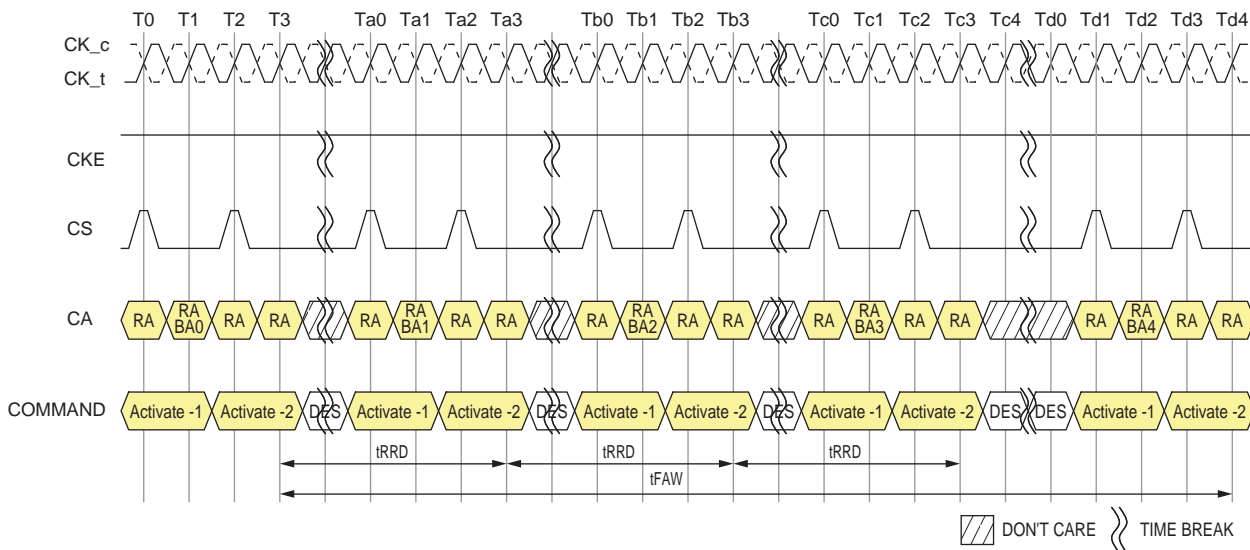 T0 T1 T2 T3 Ta0 Ta1 Ta2 Ta3 Tb0 Tb1 Tb2 Tb3 Tc0 Tc1 Tc2 Tc3 Tc4 Td0 Td1 Td2 Td3 Td4
CK_c
CK_t
CKE
CS
CA RA RA BA0 RA RA RA RA BA1 RA RA RA RA BA2 RA RA RA RA BA3 RA RA RA RA BA4 RA RA
COMMAND Activate -1 Activate -2 DES Activate -1 Activate -2 DES Activate -1 Activate -2 DES Activate -1 Activate -2 DES DES Activate -1 Activate -2
tRRD tRRD tRRD
tFAW
DON'T CARE TIME BREAK